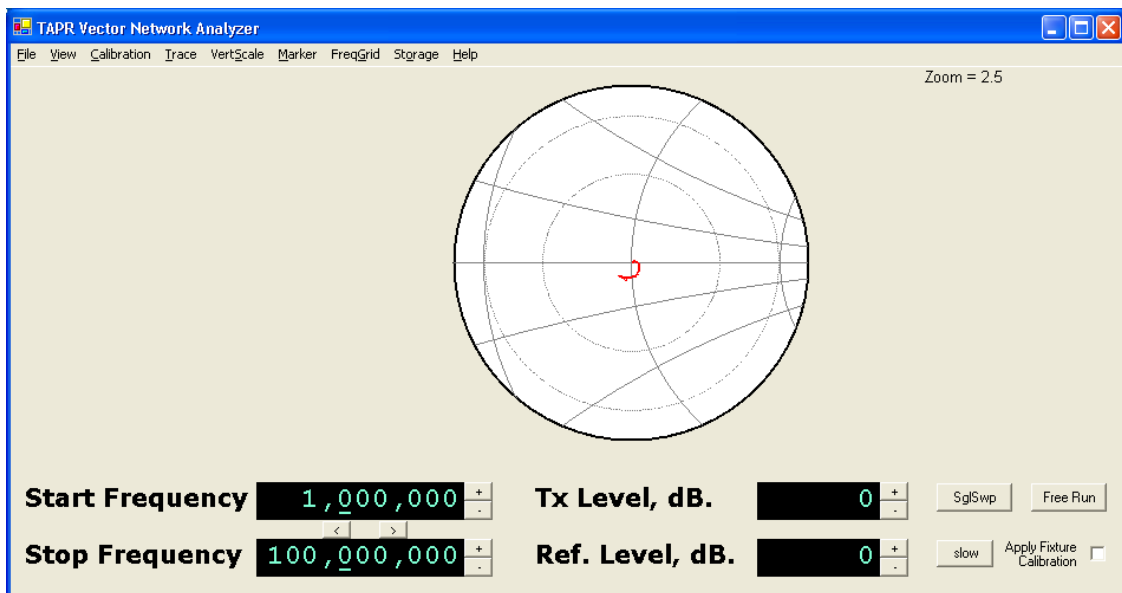 TAPR Vector Network Analyzer
File View Calibration Trace VertScale Marker FreqGrid Storage Help
Zoom = 2.5
Start Frequency 1,000,000 + - Tx Level, dB. 0 + - SglSwp Free Run
< >
Stop Frequency 100,000,000 + - Ref. Level, dB. 0 + - slow Apply Fixture
Calibration